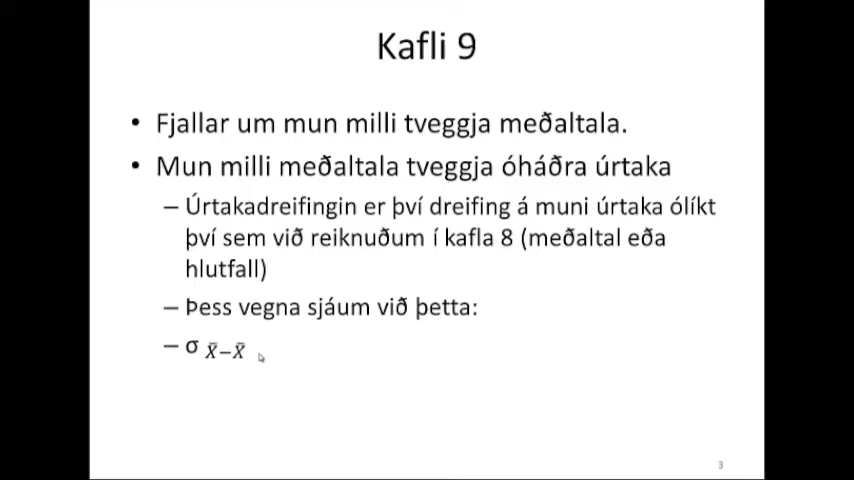 Kafli 9
• Fjallar um mun milli tveggja meðaltala.
• Mun milli meðaltala tveggja óháðra úrtaka
– Úrtakadreifingin er því dreifing á muni úrtaka ólíkt
því sem við reiknuðum í kafla 8 (meðaltal eða
hlutfall)
– Þess vegna sjáum við þetta:
– σ X̄−X̄
3